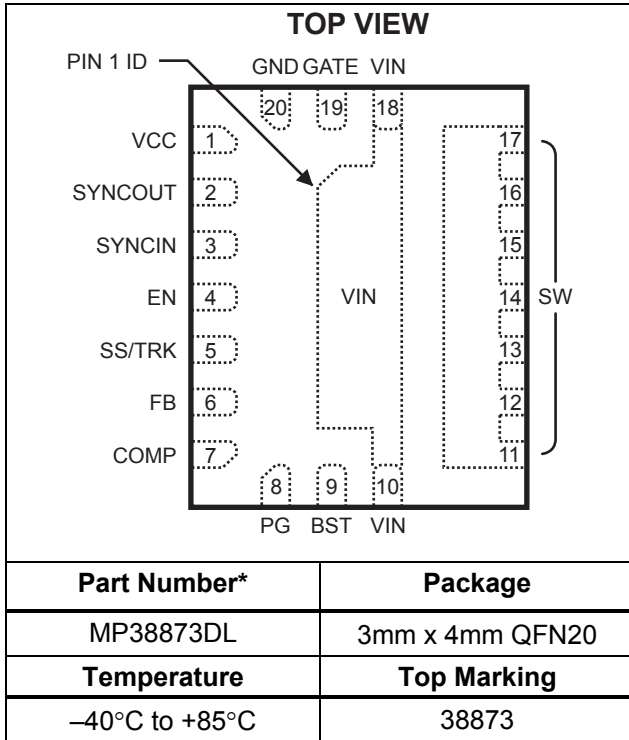 TOP VIEW
PIN 1 ID
GND GATE VIN
20 19 18
VCC 1 17
SYNCOUT 2 16
SYNCIN 3 15
EN 4 VIN 14 SW
SS/TRK 5 13
FB 6 12
COMP 7 11
8 9 10
PG BST VIN
Part Number* Package
MP38873DL 3mm x 4mm QFN20
Temperature Top Marking
–40°C to +85°C 38873